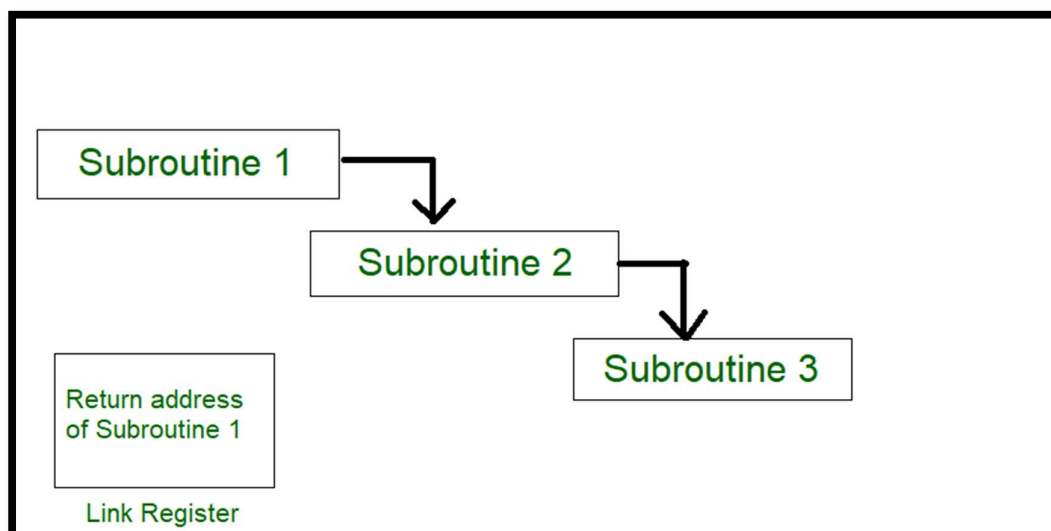 Subroutine 1
Subroutine 2
Subroutine 3
Return address
of Subroutine 1
Link Register